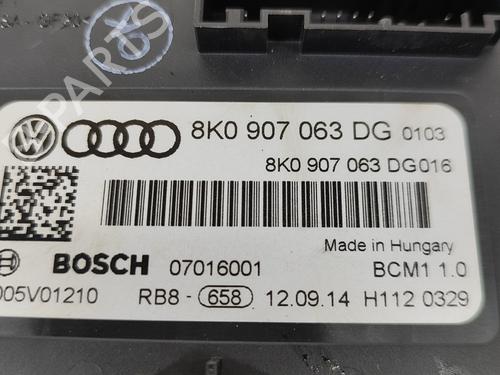 8K0 907 063 DG 0103
8K0 907 063 DG016
Made in Hungary
BOSCH 07016001 BCM1 1.0
005V01210 RB8 - 658 12.09.14 H112 0329